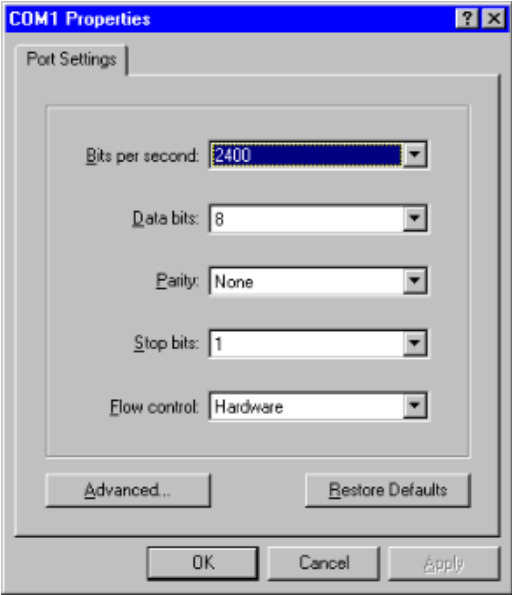 COM1 Properties
Port Settings
Bits per second: 2400
Data bits: 8
Parity: None
Stop bits: 1
Flow control: Hardware
Advanced... Restore Defaults
OK Cancel Apply